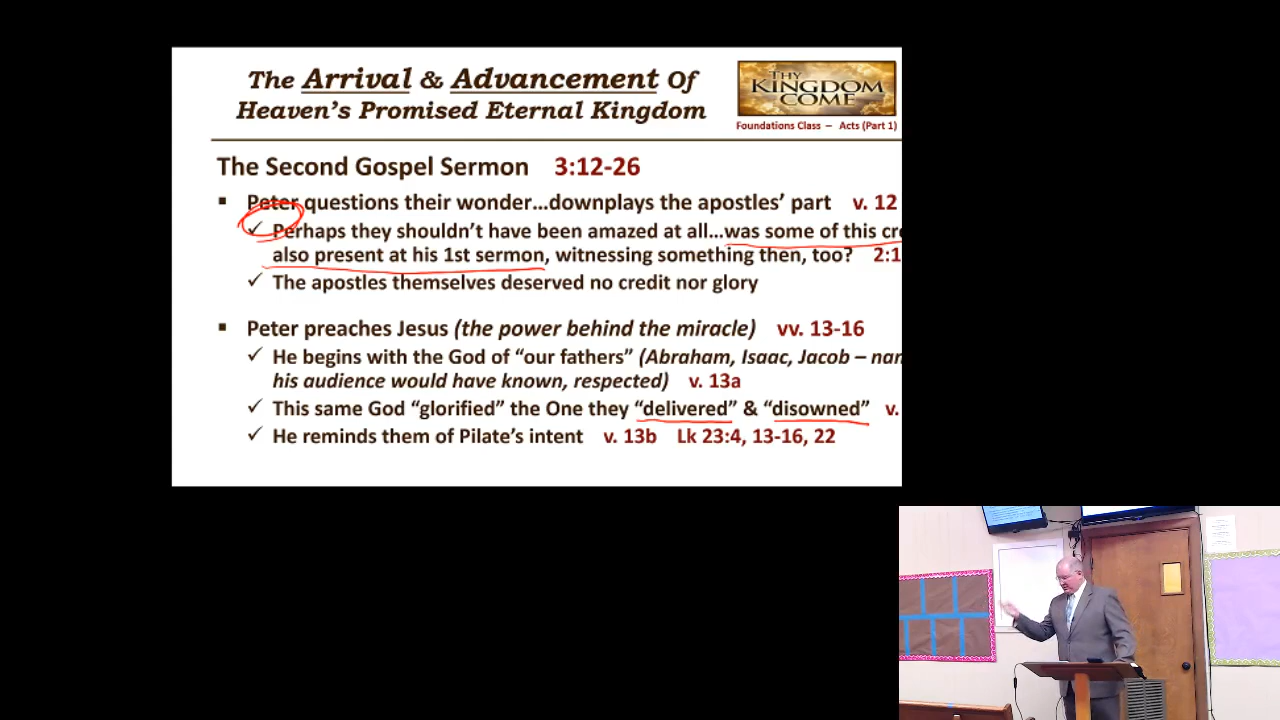 The Arrival & Advancement Of
Heaven's Promised Eternal Kingdom
THY
KINGDOM
COME
Foundations Class – Acts (Part 1)
The Second Gospel Sermon 3:12-26
▪ Peter questions their wonder…downplays the apostles' part v. 12
✓ Perhaps they shouldn't have been amazed at all…was some of this
also present at his 1st sermon, witnessing something then, too? 2:1
✓ The apostles themselves deserved no credit nor glory
▪ Peter preaches Jesus (the power behind the miracle) vv. 13-16
✓ He begins with the God of "our fathers" (Abraham, Isaac, Jacob –
his audience would have known, respected) v. 13a
✓ This same God "glorified" the One they "delivered" & "disowned" v.
✓ He reminds them of Pilate's intent v. 13b Lk 23:4, 13-16, 22